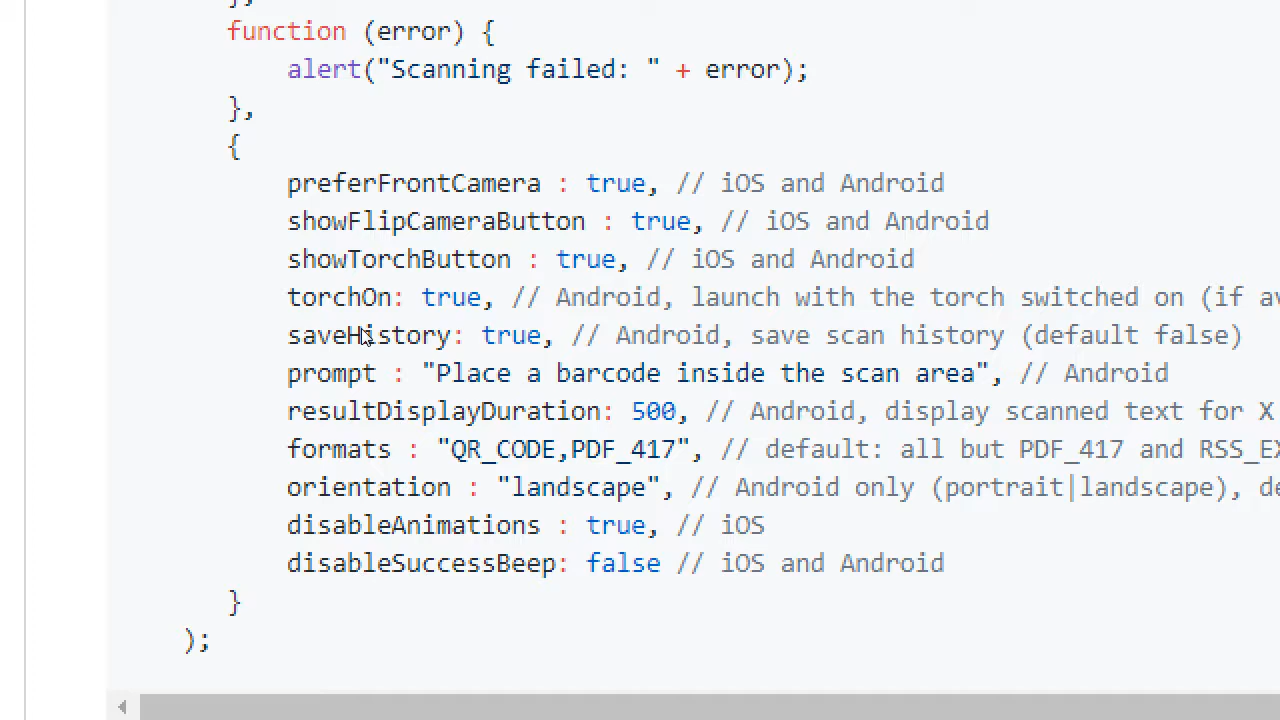 },
function (error) {
alert("Scanning failed: " + error);
},
{
preferFrontCamera : true, // iOS and Android
showFlipCameraButton : true, // iOS and Android
showTorchButton : true, // iOS and Android
torchOn: true, // Android, launch with the torch switched on (if
saveHistory: true, // Android, save scan history (default false)
prompt : "Place a barcode inside the scan area", // Android
resultDisplayDuration: 500, // Android, display scanned text for X
formats : "QR_CODE,PDF_417", // default: all but PDF_417 and
orientation : "landscape", // Android only (portrait|landscape),
disableAnimations : true, // iOS
disableSuccessBeep: false // iOS and Android
}
);